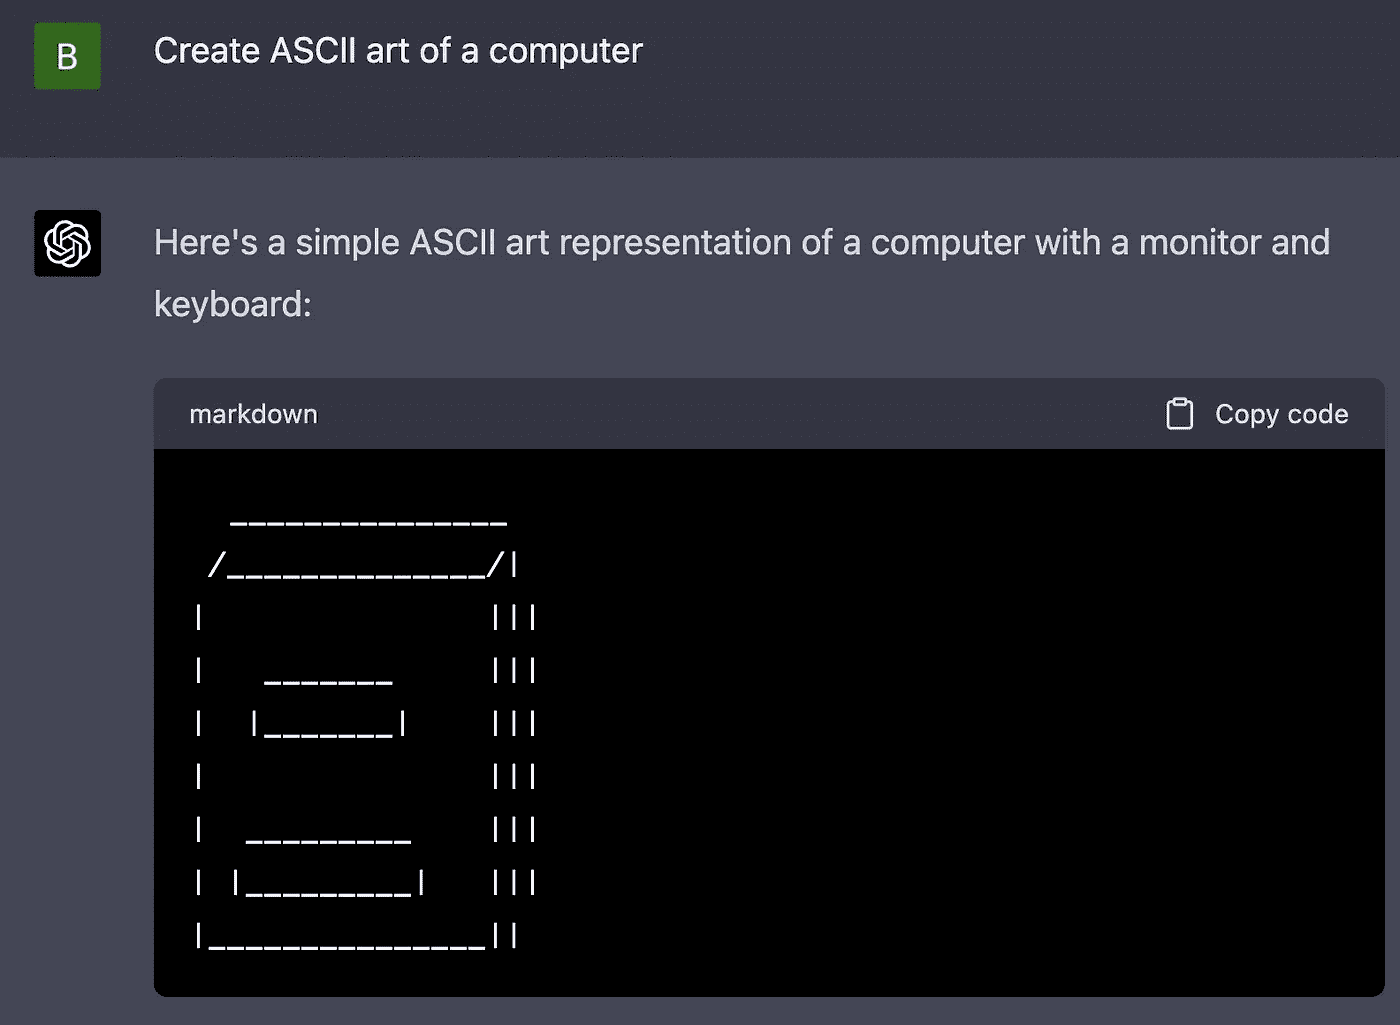 B
Create ASCII art of a computer
Here's a simple ASCII art representation of a computer with a monitor and
keyboard:
markdown
Copy code
  _______________
 /______________/|
|               |||
|   _______     |||
|  |_______|    |||
|               |||
|  _________    |||
| |_________|   |||
|_______________||